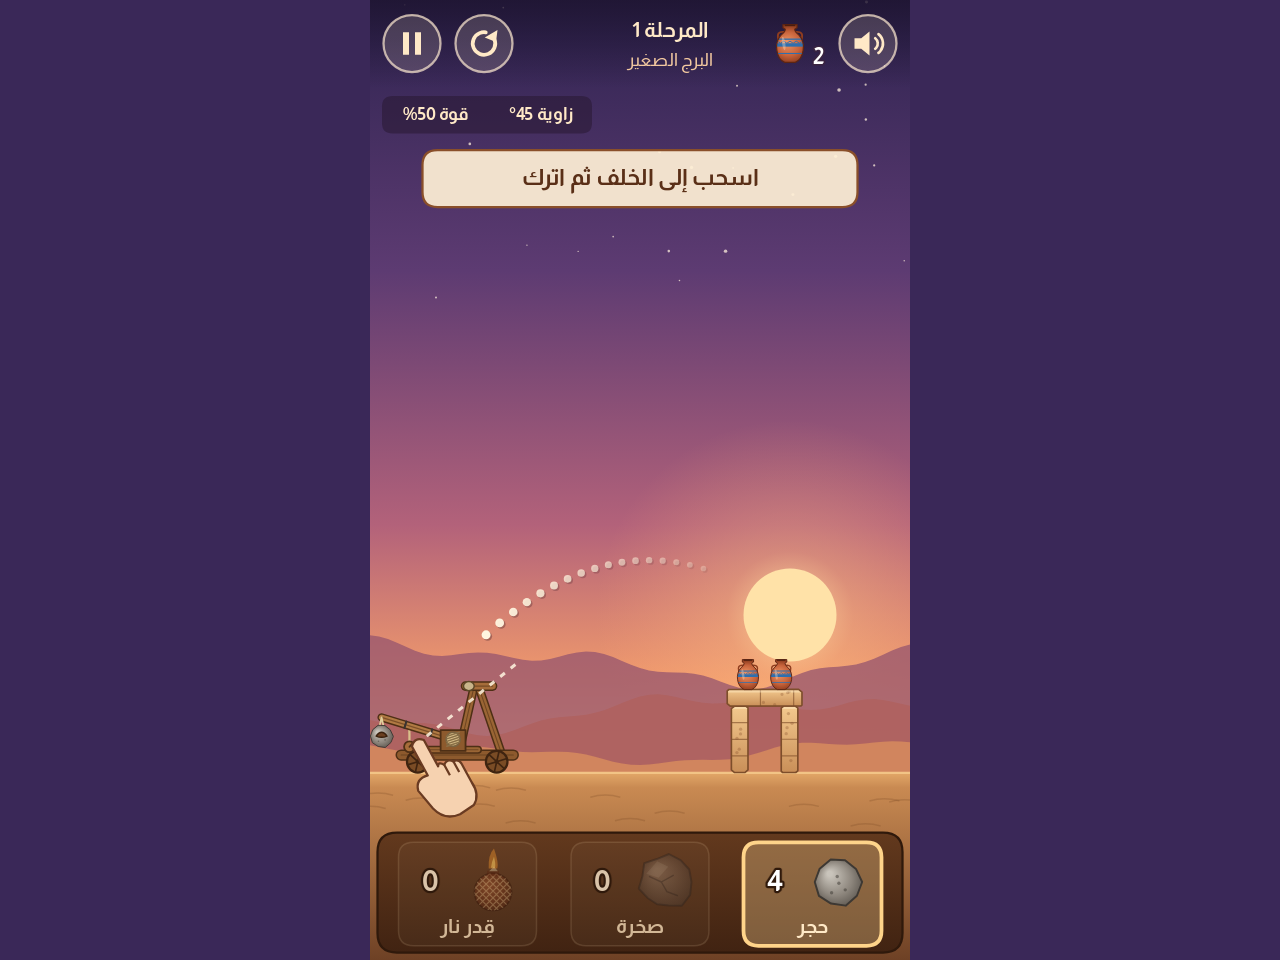 المرحلة 1
البرج الصغير
2
زاوية 45°
قوة 50%
اسحب إلى الخلف ثم اترك
4
حجر
0
صخرة
0
قِدر نار